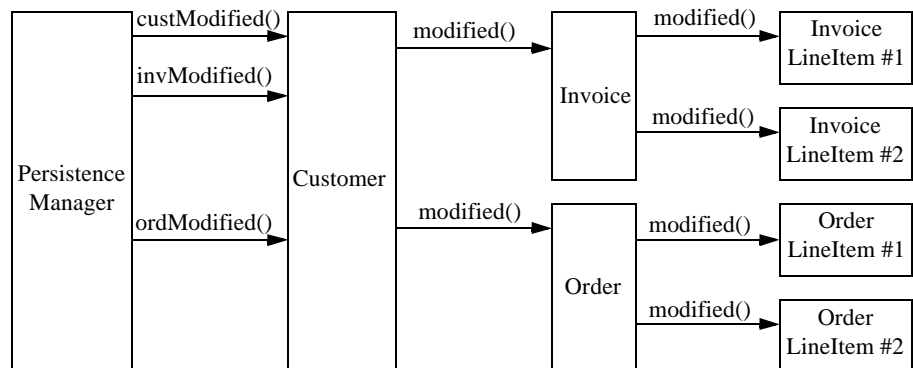 custModified()
invModified()
ordModified()
Persistence
Manager
Customer
modified()
modified()
Invoice
Order
modified()
modified()
modified()
modified()
Invoice
LineItem #1
Invoice
LineItem #2
Order
LineItem #1
Order
LineItem #2